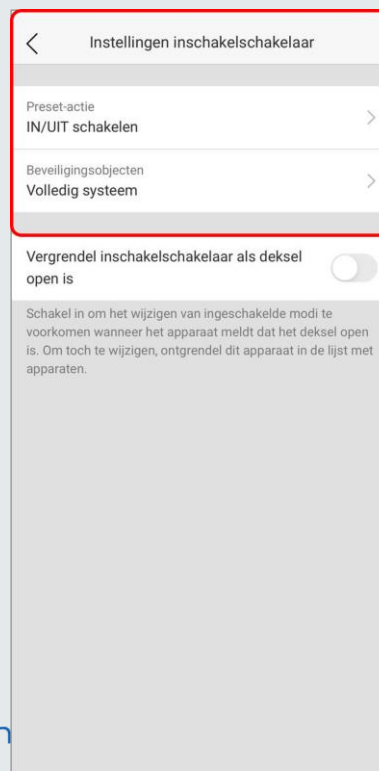 Instellingen inschakelschakelaar
Preset-actie
IN/UIT schakelen
Beveiligingsobjecten
Volledig systeem
Vergrendel inschakelschakelaar als deksel
open is
Schakel in om het wijzigen van ingeschakelde modi te
voorkomen wanneer het apparaat meldt dat het deksel open
is. Om toch te wijzigen, ontgrendel dit apparaat in de lijst met
apparaten.